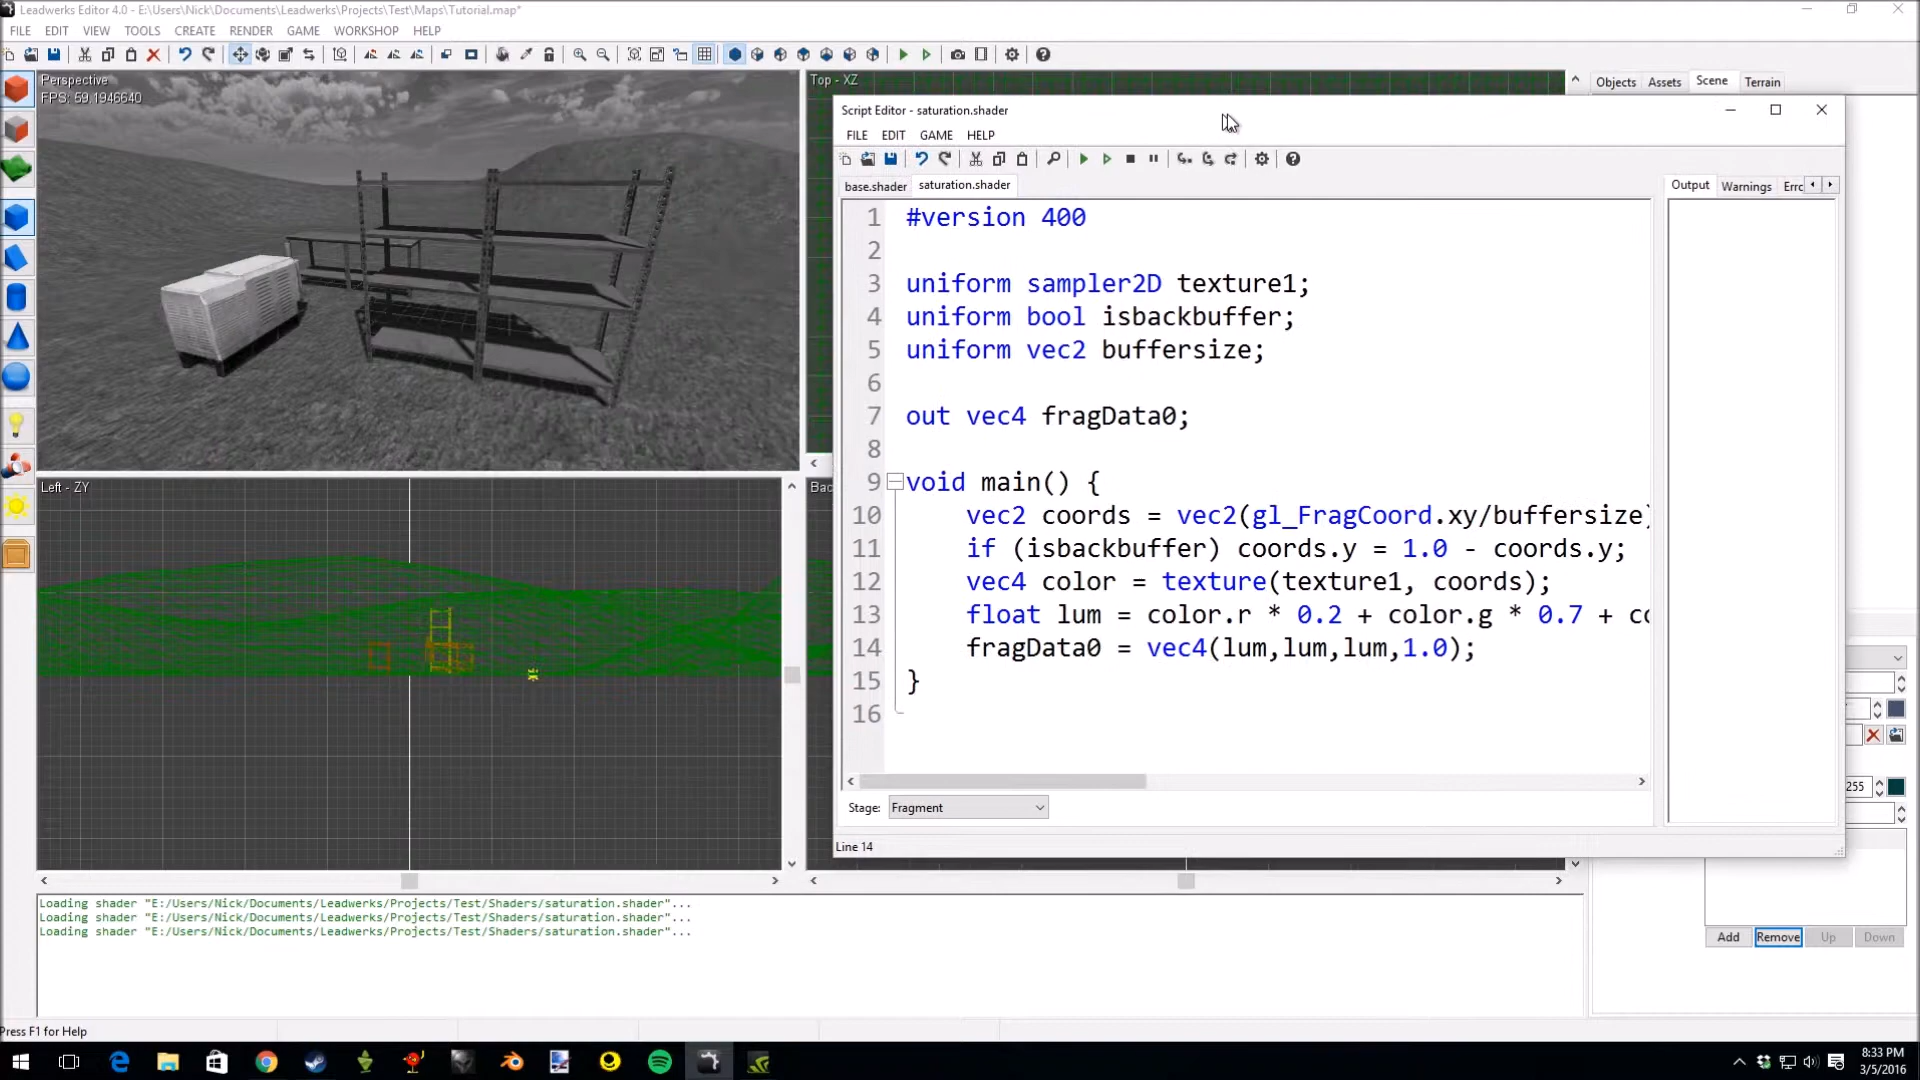 Leadwerks Editor 4.0 - E:\Users\Nick\Documents\Leadwerks\Projects\Test\Maps\Tutorial.map*
FILE EDIT VIEW TOOLS CREATE RENDER GAME WORKSHOP HELP
Perspective
FPS: 59.1946640
Top - XZ
Objects Assets Scene Terrain
Script Editor - saturation.shader
FILE EDIT GAME HELP
base.shader saturation.shader
Output Warnings Errc
1 #version 400
2
3 uniform sampler2D texture1;
4 uniform bool isbackbuffer;
5 uniform vec2 buffersize;
6
7 out vec4 fragData0;
8
9 void main() {
10 vec2 coords = vec2(gl_FragCoord.xy/buffersize)
11 if (isbackbuffer) coords.y = 1.0 - coords.y;
12 vec4 color = texture(texture1, coords);
13 float lum = color.r * 0.2 + color.g * 0.7 + co
14 fragData0 = vec4(lum,lum,lum,1.0);
15 }
16
Stage: Fragment
Line 14
Left - ZY
Bac
255
Add Remove Up Down
Loading shader "E:/Users/Nick/Documents/Leadwerks/Projects/Test/Shaders/saturation.shader"...
Loading shader "E:/Users/Nick/Documents/Leadwerks/Projects/Test/Shaders/saturation.shader"...
Loading shader "E:/Users/Nick/Documents/Leadwerks/Projects/Test/Shaders/saturation.shader"...
Press F1 for Help
8:33 PM
3/5/2016